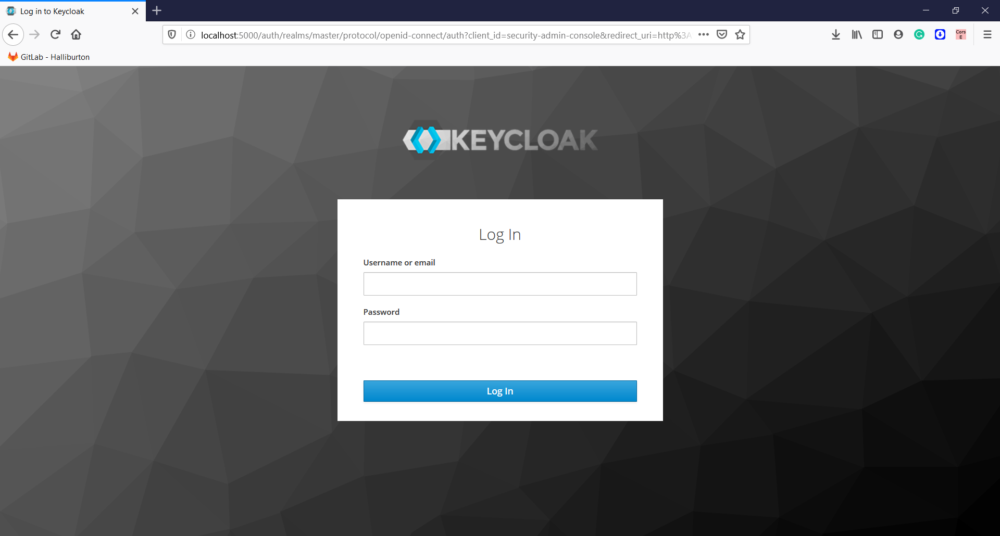 Log in to Keycloak
localhost:5000/auth/realms/master/protocol/openid-connect/auth?client_id=security-admin-console&redirect_uri=http%3A
Cors
E
GitLab - Halliburton
KEYCLOAK
Log In
Username or email
Password
Log In